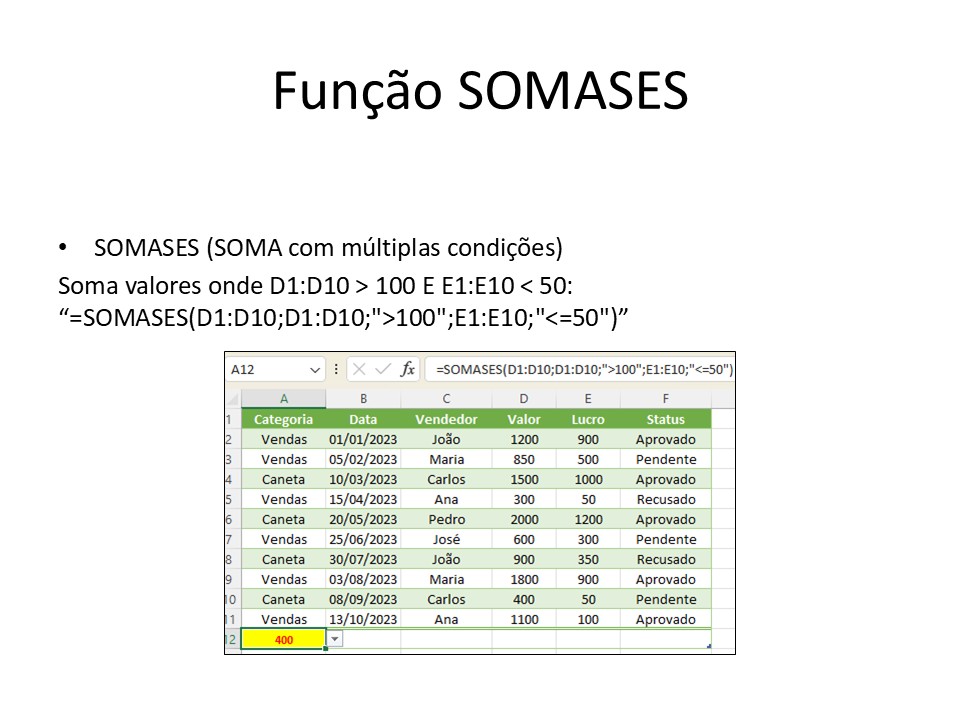 Função SOMASES
• SOMASES (SOMA com múltiplas condições)
Soma valores onde D1:D10 > 100 E E1:E10 < 50:
“=SOMASES(D1:D10;D1:D10;">100";E1:E10;"<=50")”
A12 fx =SOMASES(D1:D10;D1:D10;">100";E1:E10;"<=50")
A B C D E F
1 Categoria Data Vendedor Valor Lucro Status
2 Vendas 01/01/2023 João 1200 900 Aprovado
3 Vendas 05/02/2023 Maria 850 500 Pendente
4 Caneta 10/03/2023 Carlos 1500 1000 Aprovado
5 Vendas 15/04/2023 Ana 300 50 Recusado
6 Caneta 20/05/2023 Pedro 2000 1200 Aprovado
7 Vendas 25/06/2023 José 600 300 Pendente
8 Caneta 30/07/2023 João 900 350 Recusado
9 Vendas 03/08/2023 Maria 1800 900 Aprovado
10 Caneta 08/09/2023 Carlos 400 50 Pendente
11 Vendas 13/10/2023 Ana 1100 100 Aprovado
12 400